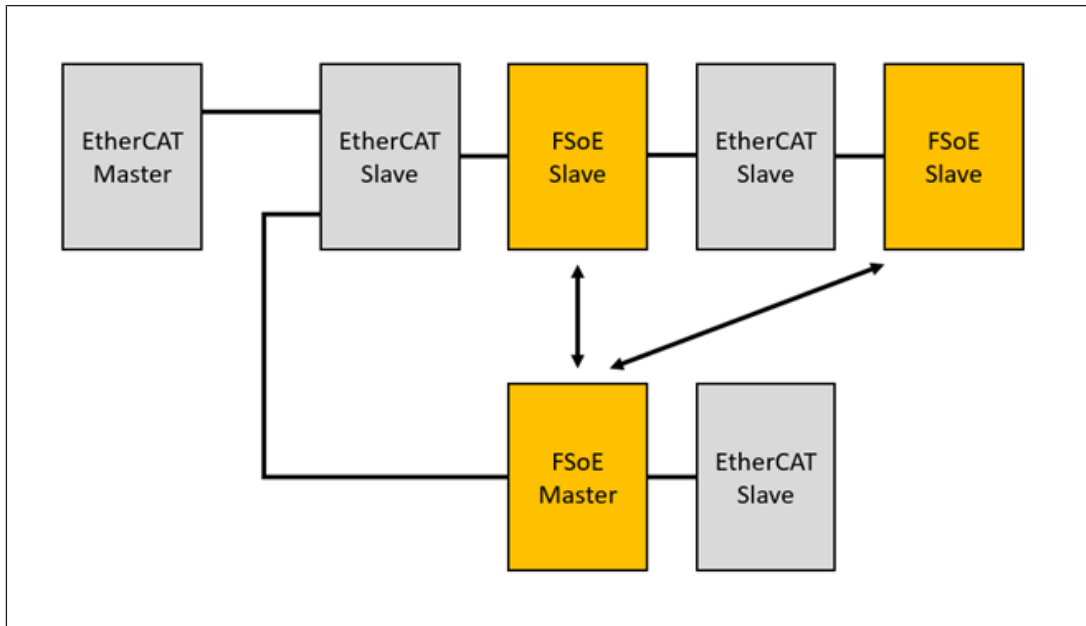 EtherCAT
Master
EtherCAT
Slave
FSoE
Slave
EtherCAT
Slave
FSoE
Slave
FSoE
Master
EtherCAT
Slave